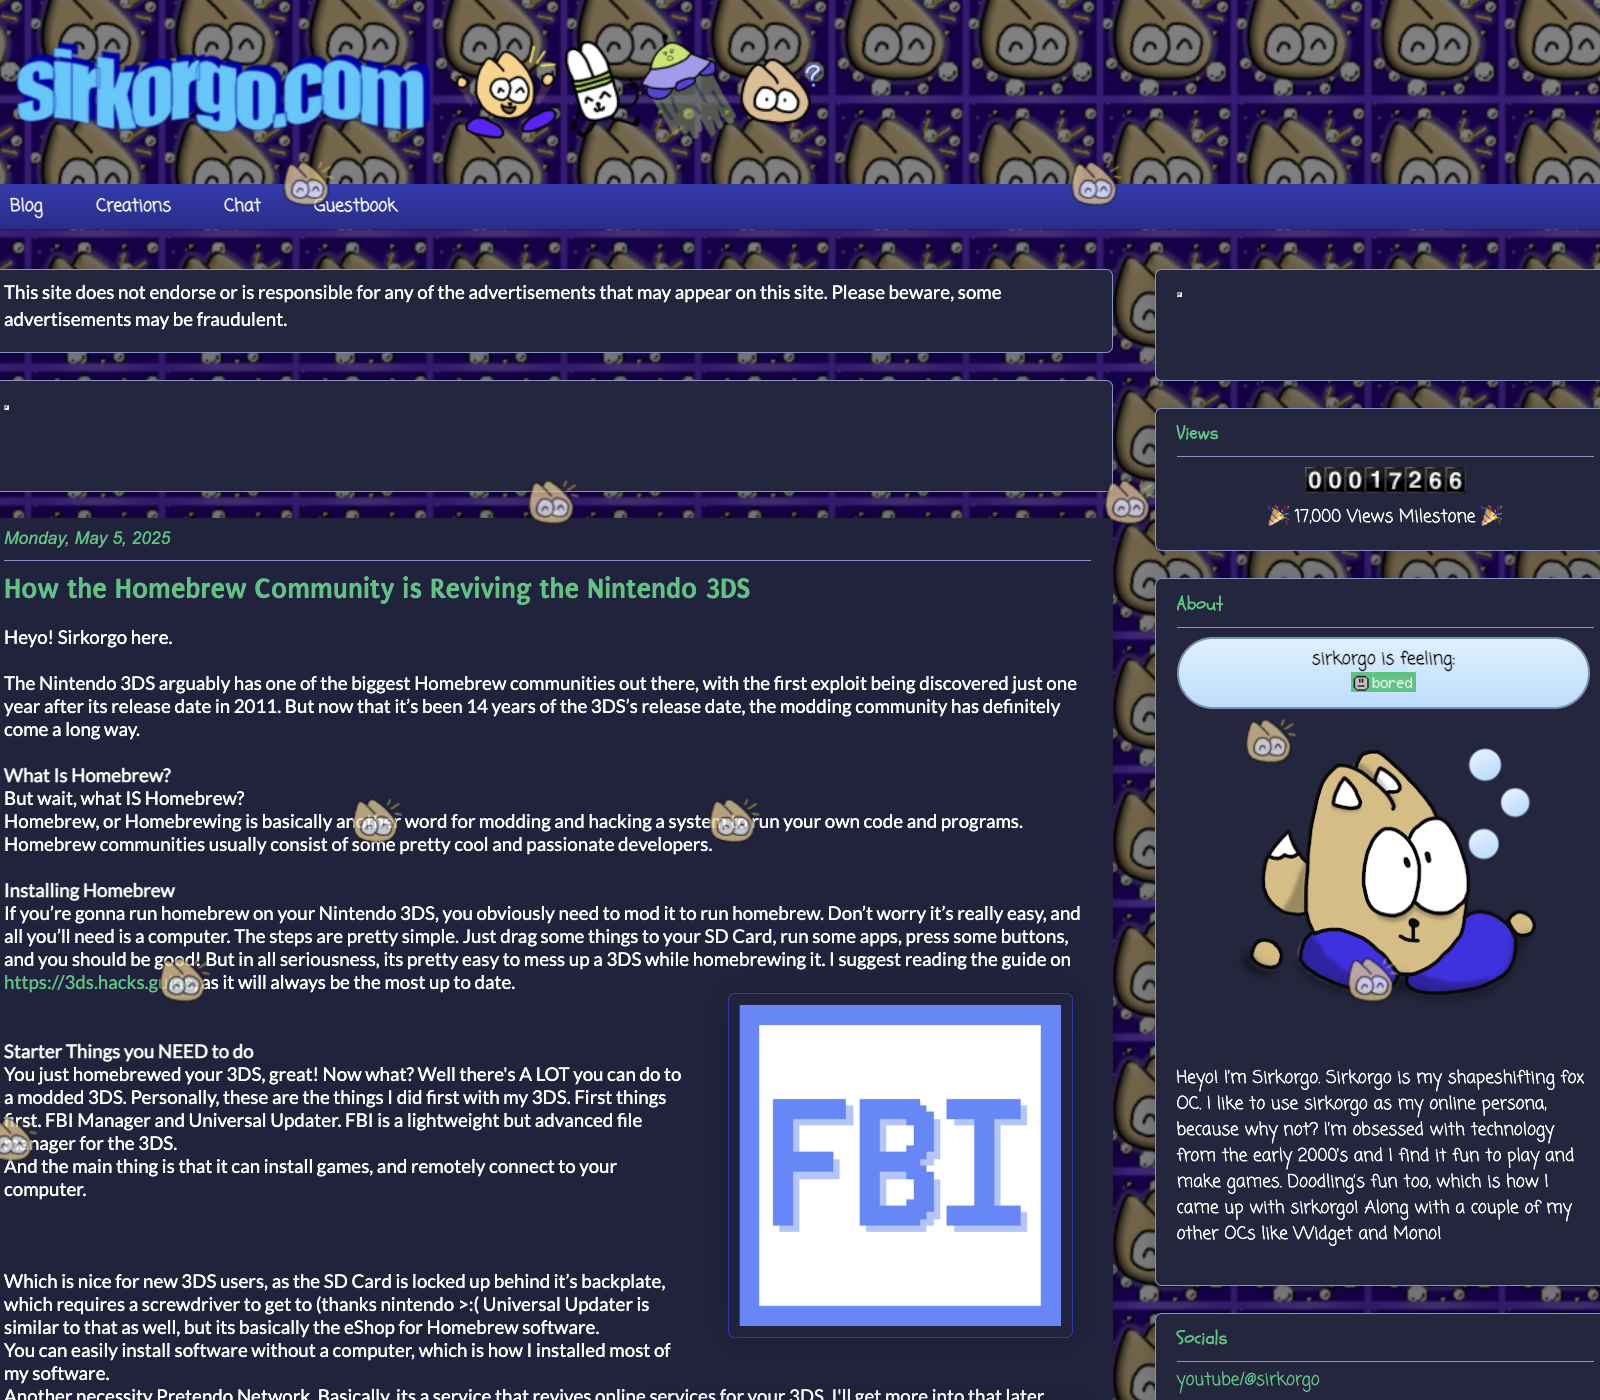 sirkorgo.com
?
Blog
Creations
Chat
Guestbook
This site does not endorse or is responsible for any of the advertisements that may appear on this site. Please beware, some
advertisements may be fraudulent.
Monday, May 5, 2025
How the Homebrew Community is Reviving the Nintendo 3DS
Heyo! Sirkorgo here.
The Nintendo 3DS arguably has one of the biggest Homebrew communities out there, with the first exploit being discovered just one
year after its release date in 2011. But now that it’s been 14 years of the 3DS’s release date, the modding community has definitely
come a long way.
What Is Homebrew?
But wait, what IS Homebrew?
Homebrew, or Homebrewing is basically another word for modding and hacking a system to run your own code and programs.
Homebrew communities usually consist of some pretty cool and passionate developers.
Installing Homebrew
If you’re gonna run homebrew on your Nintendo 3DS, you obviously need to mod it to run homebrew. Don’t worry it’s really easy, and
all you’ll need is a computer. The steps are pretty simple. Just drag some things to your SD Card, run some apps, press some buttons,
and you should be good! But in all seriousness, its pretty easy to mess up a 3DS while homebrewing it. I suggest reading the guide on
https://3ds.hacks.guide as it will always be the most up to date.
Starter Things you NEED to do
You just homebrewed your 3DS, great! Now what? Well there's A LOT you can do to
a modded 3DS. Personally, these are the things I did first with my 3DS. First things
first. FBI Manager and Universal Updater. FBI is a lightweight but advanced file
manager for the 3DS.
And the main thing is that it can install games, and remotely connect to your
computer.
FBI
Which is nice for new 3DS users, as the SD Card is locked up behind it’s backplate,
which requires a screwdriver to get to (thanks nintendo >:( Universal Updater is
similar to that as well, but its basically the eShop for Homebrew software.
You can easily install software without a computer, which is how I installed most of
my software.
Another necessity Pretendo Network. Basically, its a service that revives online services for your 3DS. I'll get more into that later
Views
00017266
🎉 17,000 Views Milestone 🎉
About
sirkorgo is feeling:
bored
Heyo! I'm Sirkorgo. Sirkorgo is my shapeshifting fox
OC. I like to use sirkorgo as my online persona,
because why not? I'm obsessed with technology
from the early 2000's and I find it fun to play and
make games. Doodling's fun too, which is how I
came up with sirkorgo! Along with a couple of my
other OCs like Widget and Mono!
Socials
youtube/@sirkorgo